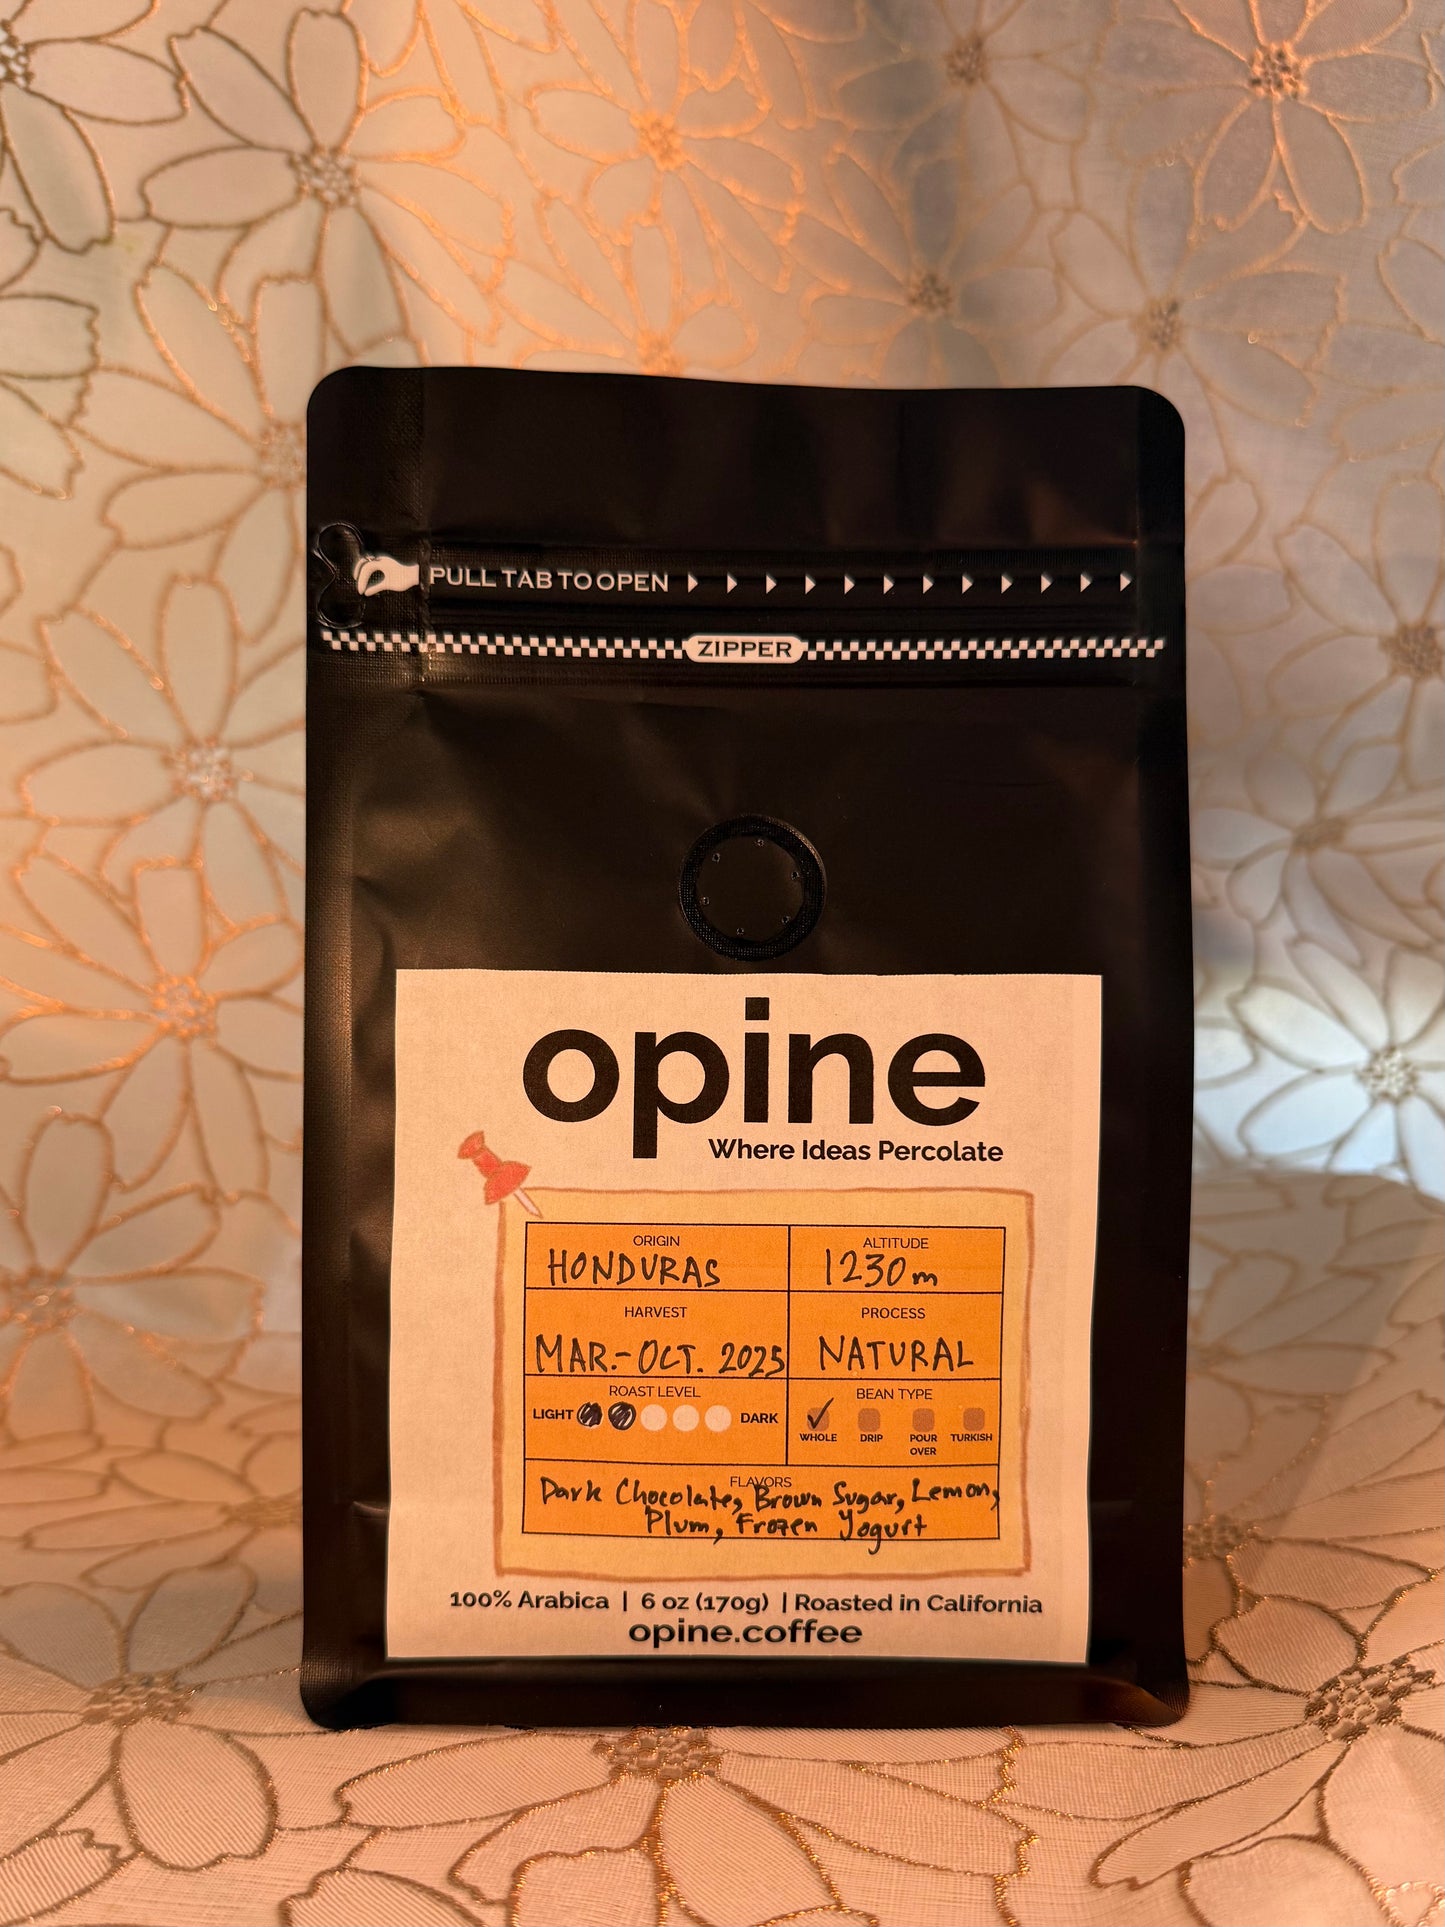 PULL TAB TO OPEN
ZIPPER
opine
Where Ideas Percolate
ORIGIN
HONDURAS
ALTITUDE
1230m
HARVEST
MAR.-OCT. 2025
PROCESS
NATURAL
ROAST LEVEL
LIGHT DARK
BEAN TYPE
WHOLE DRIP POUR OVER TURKISH
FLAVORS
Dark Chocolate, Brown Sugar, Lemon,
Plum, Frozen Yogurt
100% Arabica | 6 oz (170g) | Roasted in California
opine.coffee